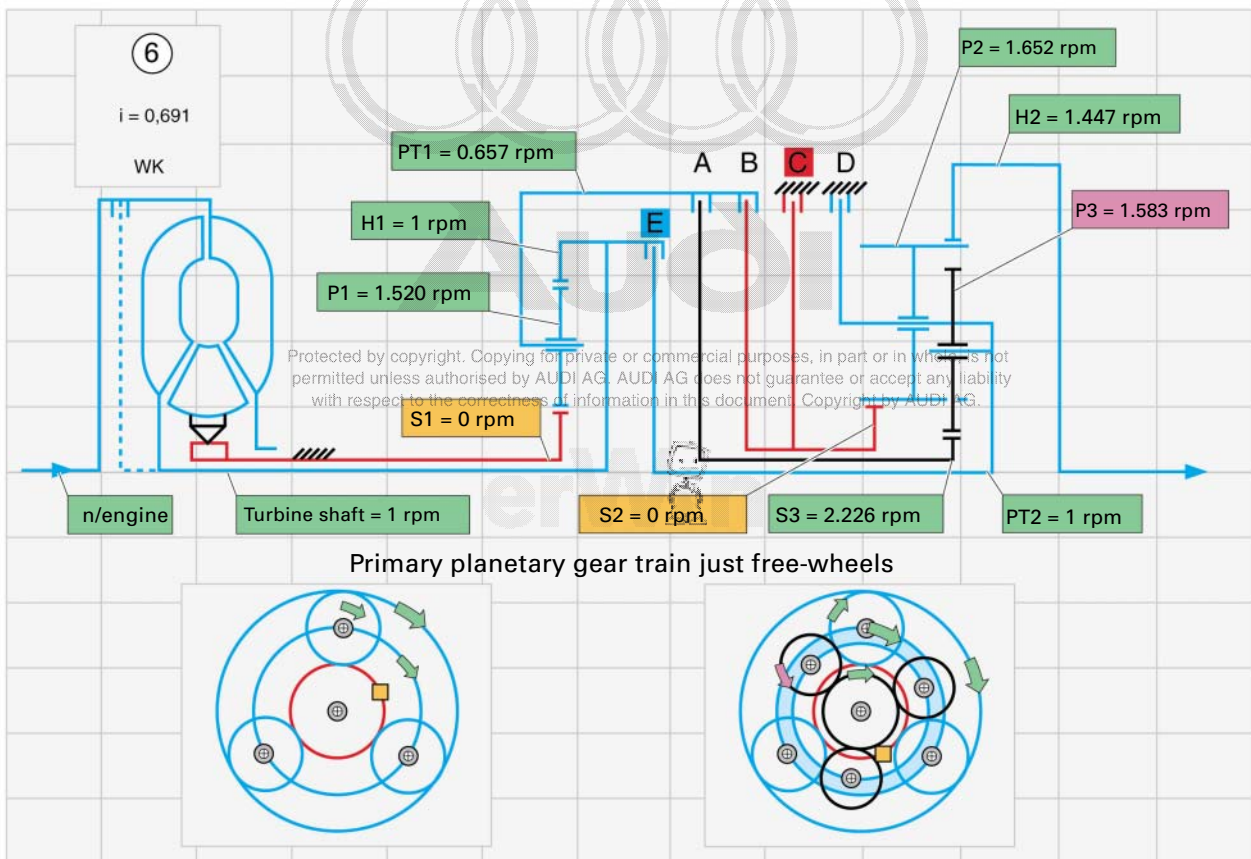 6
i = 0,691
WK
P2 = 1.652 rpm
H2 = 1.447 rpm
PT1 = 0.657 rpm
A B C D
H1 = 1 rpm
E
P3 = 1.583 rpm
P1 = 1.520 rpm
Audi
Protected by copyright. Copying for private or commercial purposes, in part or in whole, is not
permitted unless authorised by AUDI AG. AUDI AG does not guarantee or accept any liability
with respect to the correctness of information in this document. Copyright by AUDI AG.
S1 = 0 rpm
erWin
n/engine
Turbine shaft = 1 rpm
S2 = 0 rpm
S3 = 2.226 rpm
PT2 = 1 rpm
Primary planetary gear train just free-wheels